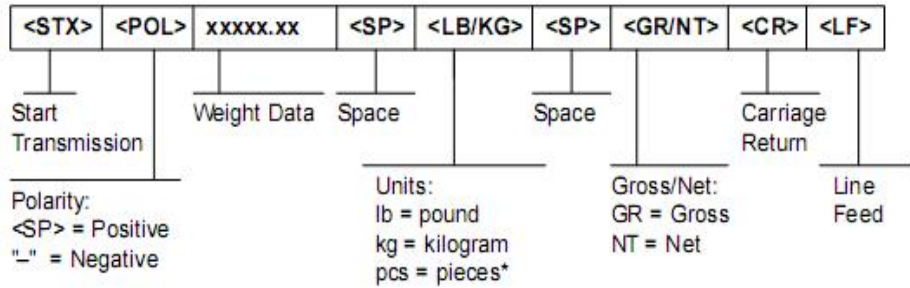 <STX> <POL> xxxxx.xx <SP> <LB/KG> <SP> <GR/NT> <CR> <LF>
Start
Transmission
Weight Data
Space
Space
Carriage
Return
Polarity:
<SP> = Positive
"–" = Negative
Units:
lb = pound
kg = kilogram
pcs = pieces*
Gross/Net:
GR = Gross
NT = Net
Line
Feed